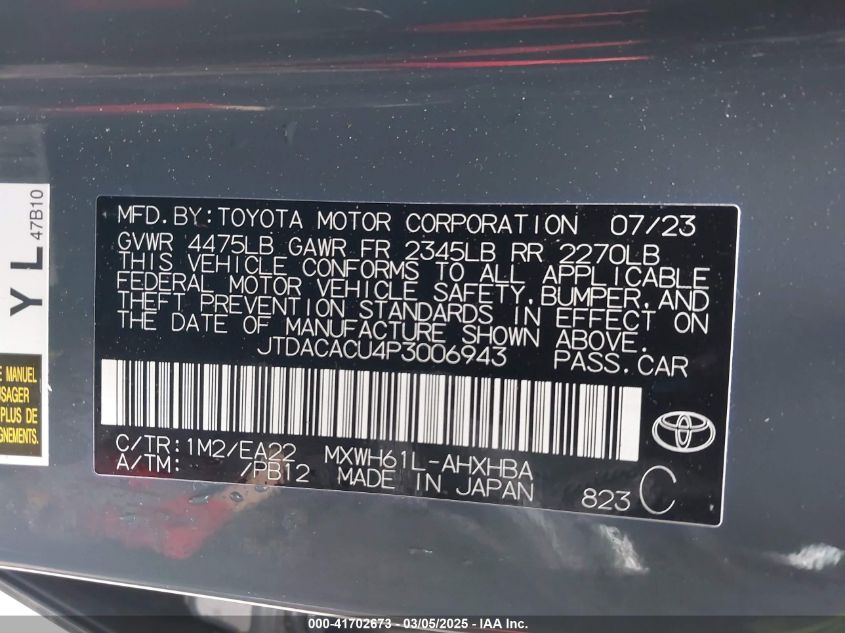 YL
47B10
E MANUEL
USAGER
PLUS DE
GNEMENTS.
MFD. BY: TOYOTA MOTOR CORPORATION 07/23
GVWR 4475LB GAWR FR 2345LB RR 2270LB
THIS VEHICLE CONFORMS TO ALL APPLICABLE
FEDERAL MOTOR VEHICLE SAFETY, BUMPER, AND
THEFT PREVENTION STANDARDS IN EFFECT ON
THE DATE OF MANUFACTURE SHOWN ABOVE.
JTDACACU4P3006943 PASS. CAR
C/TR: 1M2/EA22 MXWH61L-AHXHBA
A/TM: /PB12 MADE IN JAPAN 823 C
000-41702673 - 03/05/2025 - IAA Inc.